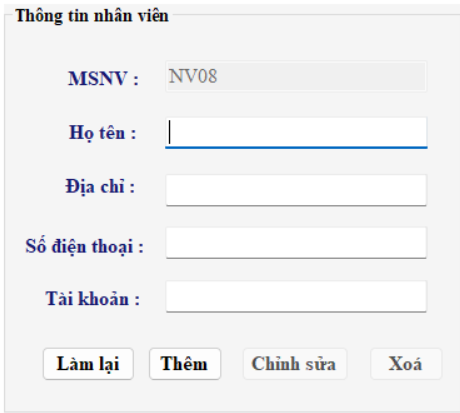 Thông tin nhân viên
MSNV : NV08
Họ tên :
Địa chỉ :
Số điện thoại :
Tài khoản :
Làm lại Thêm Chỉnh sửa Xoá